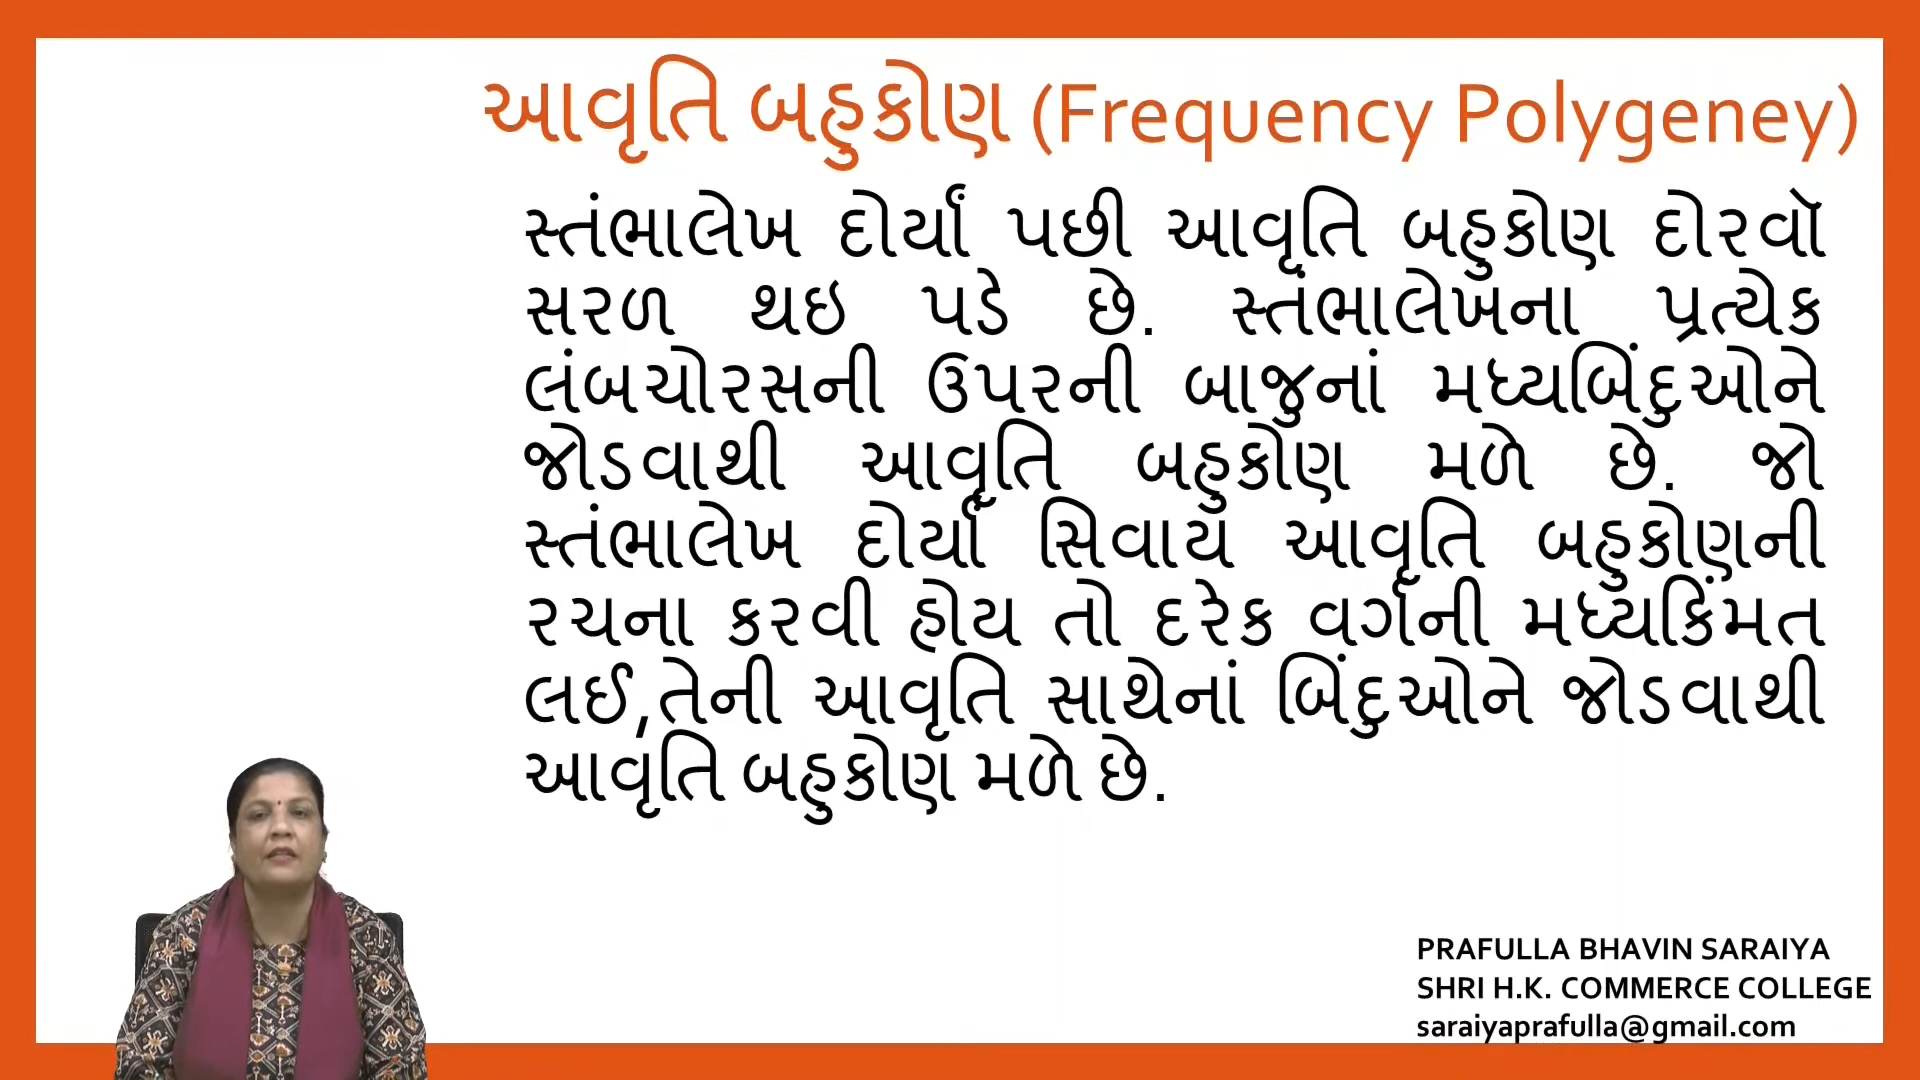 આવૃતિ બહુકોણ (Frequency Polygeney)
સ્તંભાલેખ દોર્યાં પછી આવૃતિ બહુકોણ દોરવૉ
સરળ થઇ પડે છે. સ્તંભાલેખના પ્રત્યેક
લંબચોરસની ઉપરની બાજુનાં મધ્યબિંદુઓને
જોડવાથી આવૃતિ બહુકોણ મળે છે. જો
સ્તંભાલેખ દોર્યાં સિવાય આવૃતિ બહુકોણની
રચના કરવી હોય તો દરેક વર્ગની મધ્યકિંમત
લઈ,તેની આવૃતિ સાથેનાં બિંદુઓને જોડવાથી
આવૃતિ બહુકોણ મળે છે.
PRAFULLA BHAVIN SARAIYA
SHRI H.K. COMMERCE COLLEGE
saraiyaprafulla@gmail.com